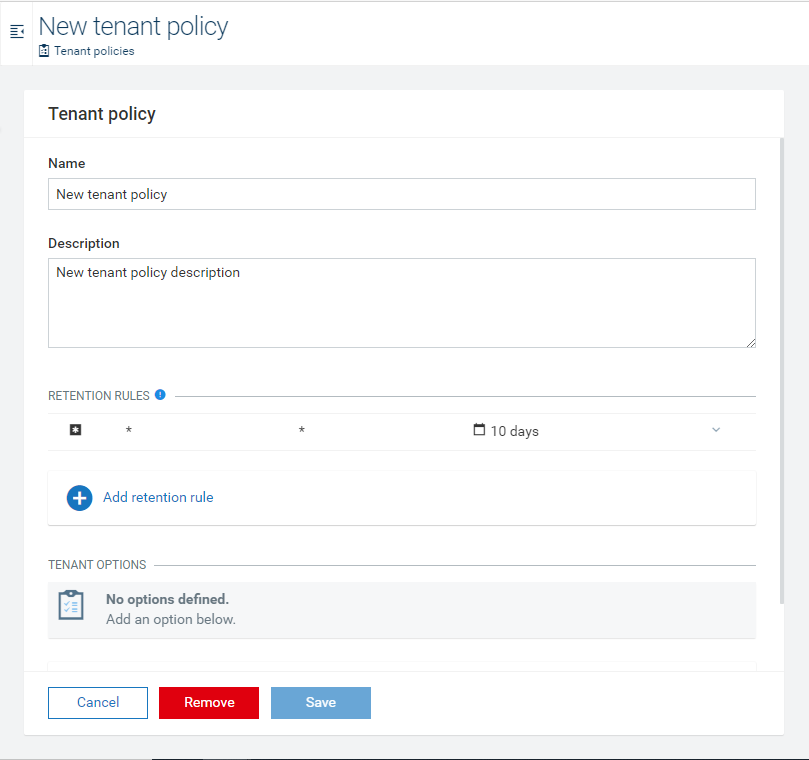 New tenant policy
Tenant policies
Tenant policy
Name
New tenant policy
Description
New tenant policy description
RETENTION RULES !
* * * 10 days
Add retention rule
TENANT OPTIONS
No options defined.
Add an option below.
Cancel Remove Save